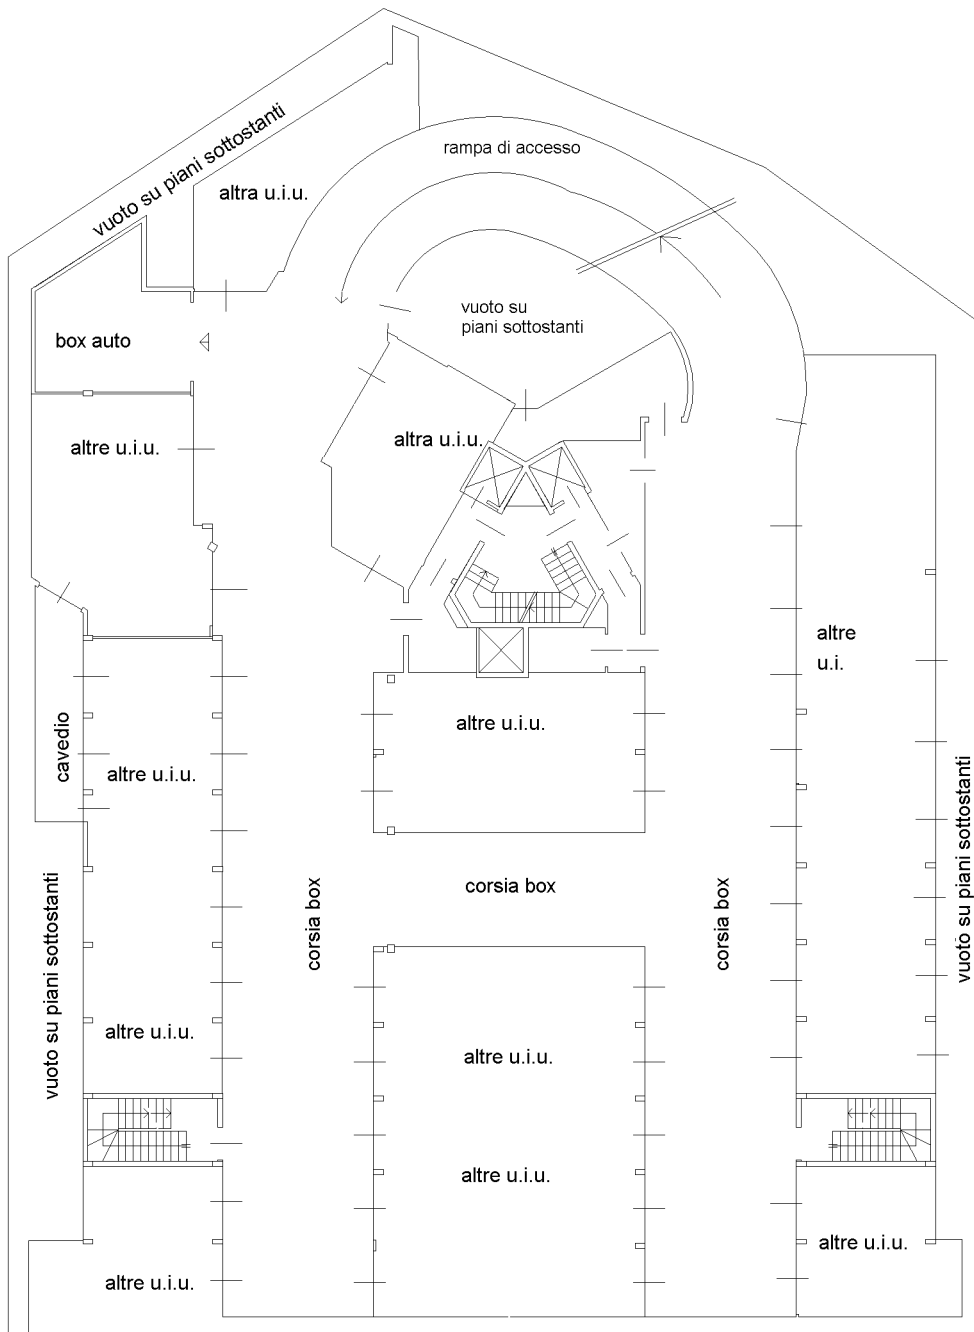 vuoto su piani sottostanti
rampa di accesso
altra u.i.u.
vuoto su
piani sottostanti
box auto
altre u.i.u.
altra u.i.u.
altre
u.i.
altre u.i.u.
cavedio
altre u.i.u.
vuoto su piani sottostanti
corsia box
corsia box
corsia box
vuoto su piani sottostanti
altre u.i.u.
altre u.i.u.
altre u.i.u.
altre u.i.u.
altre u.i.u.